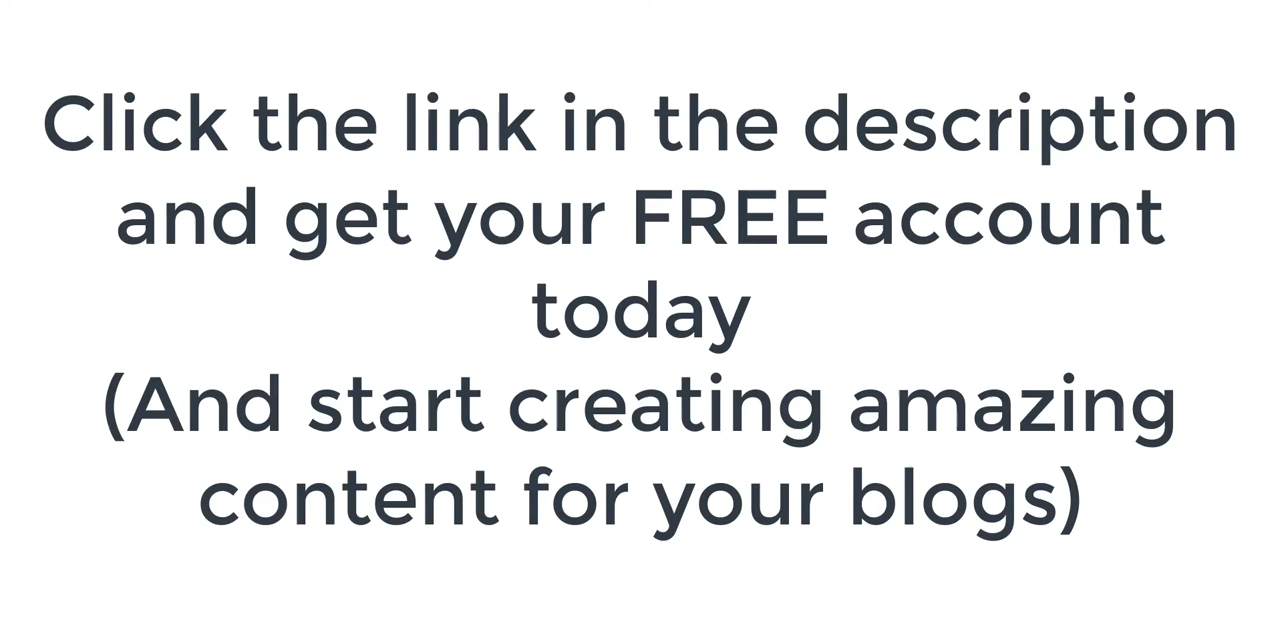 Click the link in the description
and get your FREE account
today
(And start creating amazing
content for your blogs)